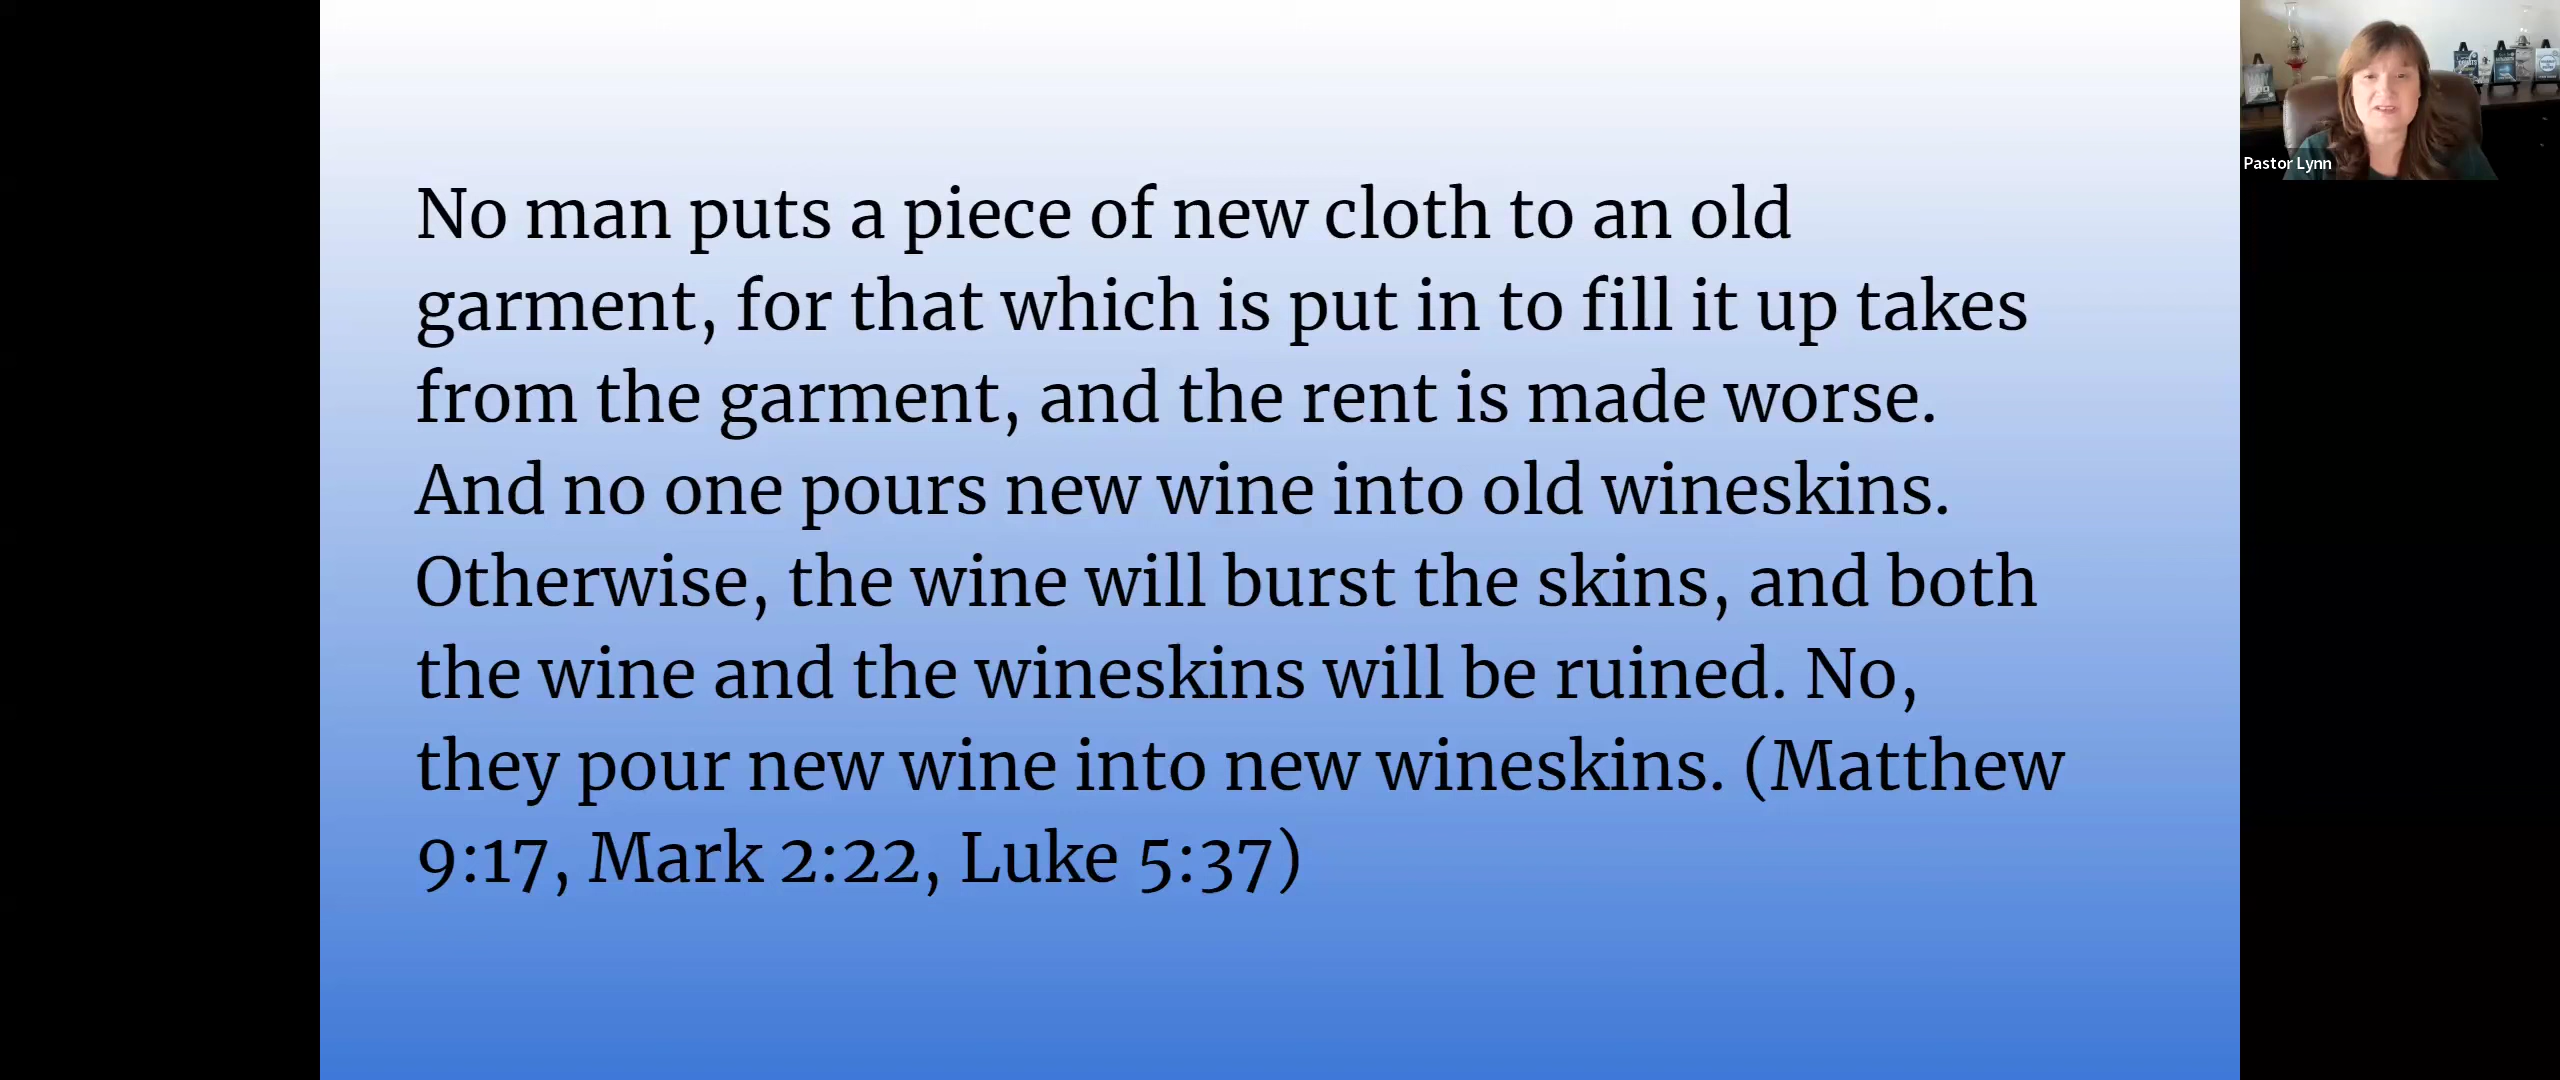 No man puts a piece of new cloth to an old
garment, for that which is put in to fill it up takes
from the garment, and the rent is made worse.
And no one pours new wine into old wineskins.
Otherwise, the wine will burst the skins, and both
the wine and the wineskins will be ruined. No,
they pour new wine into new wineskins. (Matthew
9:17, Mark 2:22, Luke 5:37)
Pastor Lynn